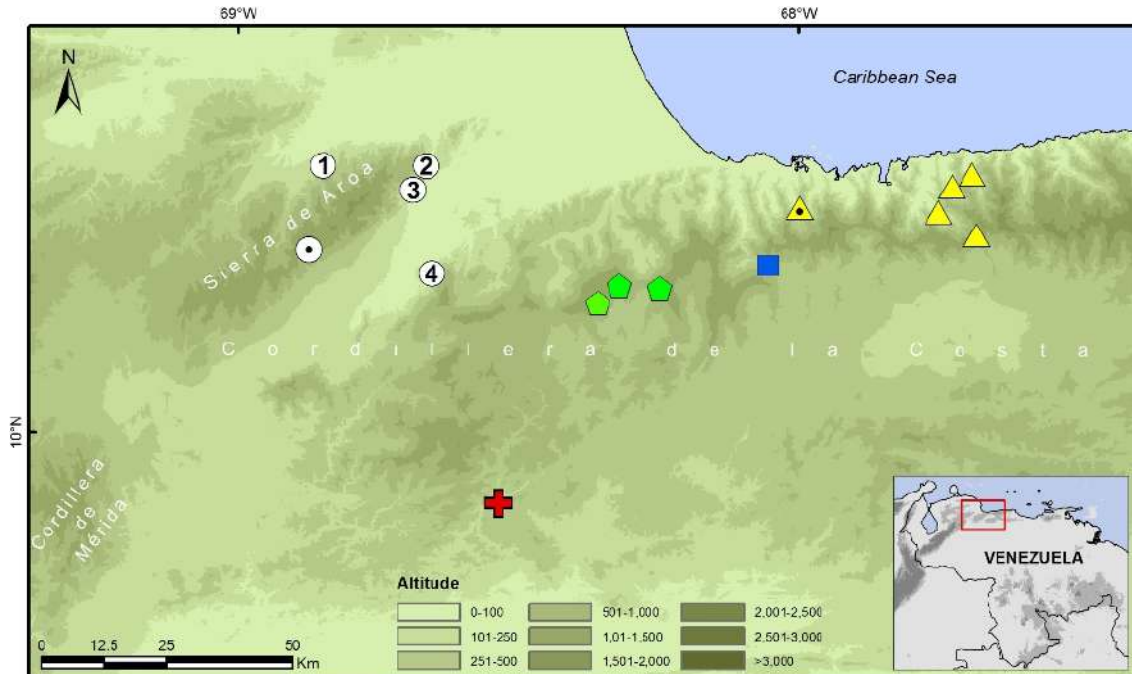 69°W
68°W
N
Caribbean Sea
1
2
3
Sierra de Aroa
4
Cordillera de la Costa
10°N
Cordillera
de
Mérida
VENEZUELA
Altitude
0-100
501-1,000
2,001-2,500
101-250
1,01-1,500
2,501-3,000
251-500
1,501-2,000
>3,000
0
12.5
25
50
Km